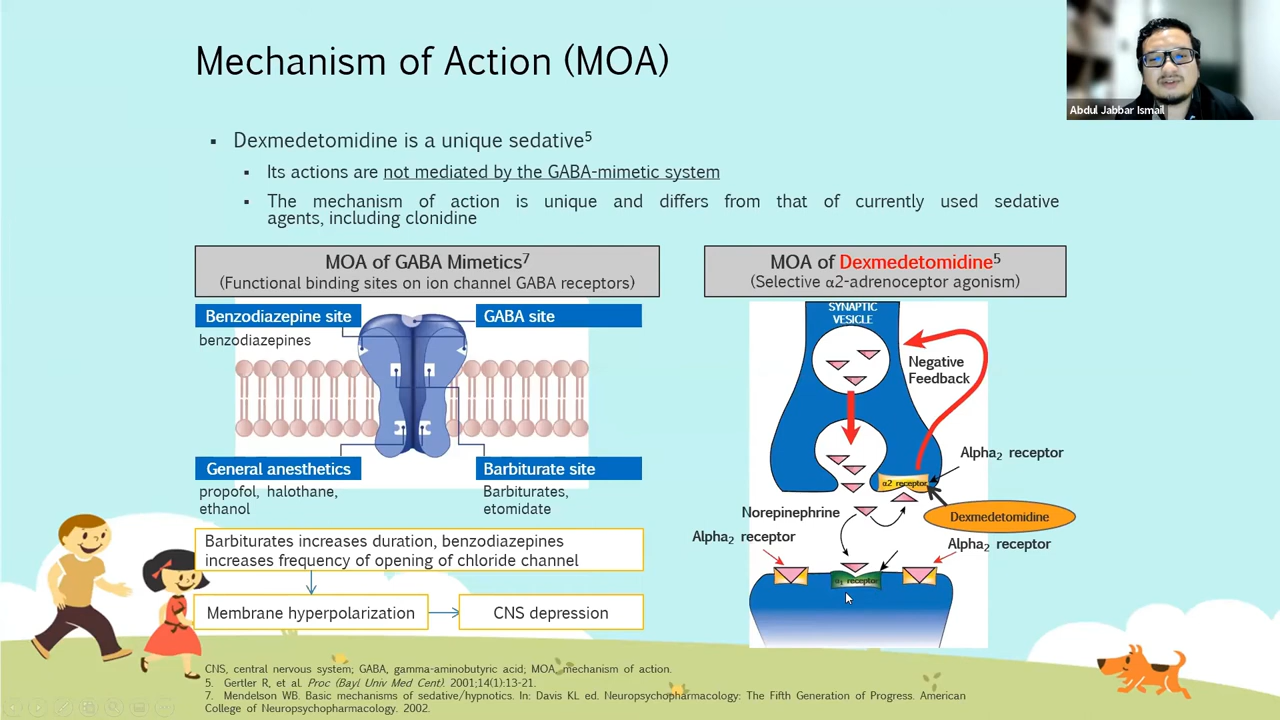 Mechanism of Action (MOA)
Abdul Jabbar Ismail
▪ Dexmedetomidine is a unique sedative5
▪ Its actions are not mediated by the GABA-mimetic system
▪ The mechanism of action is unique and differs from that of currently used sedative
agents, including clonidine
MOA of GABA Mimetics7
(Functional binding sites on ion channel GABA receptors)
Benzodiazepine site
benzodiazepines
GABA site
General anesthetics
propofol, halothane,
ethanol
Barbiturate site
Barbiturates,
etomidate
Barbiturates increases duration, benzodiazepines
increases frequency of opening of chloride channel
Membrane hyperpolarization
CNS depression
MOA of Dexmedetomidine5
(Selective α2-adrenoceptor agonism)
SYNAPTIC
VESICLE
Negative
Feedback
Alpha2 receptor
α2 receptor
Dexmedetomidine
Norepinephrine
Alpha2 receptor
Alpha2 receptor
α1 receptor
CNS, central nervous system; GABA, gamma-aminobutyric acid; MOA, mechanism of action.
5. Gertler R, et al. Proc (Bayl Univ Med Cent). 2001;14(1):13-21.
7. Mendelson WB. Basic mechanisms of sedative/hypnotics. In: Davis KL ed. Neuropsychopharmacology: The Fifth Generation of Progress. American
College of Neuropsychopharmacology. 2002.